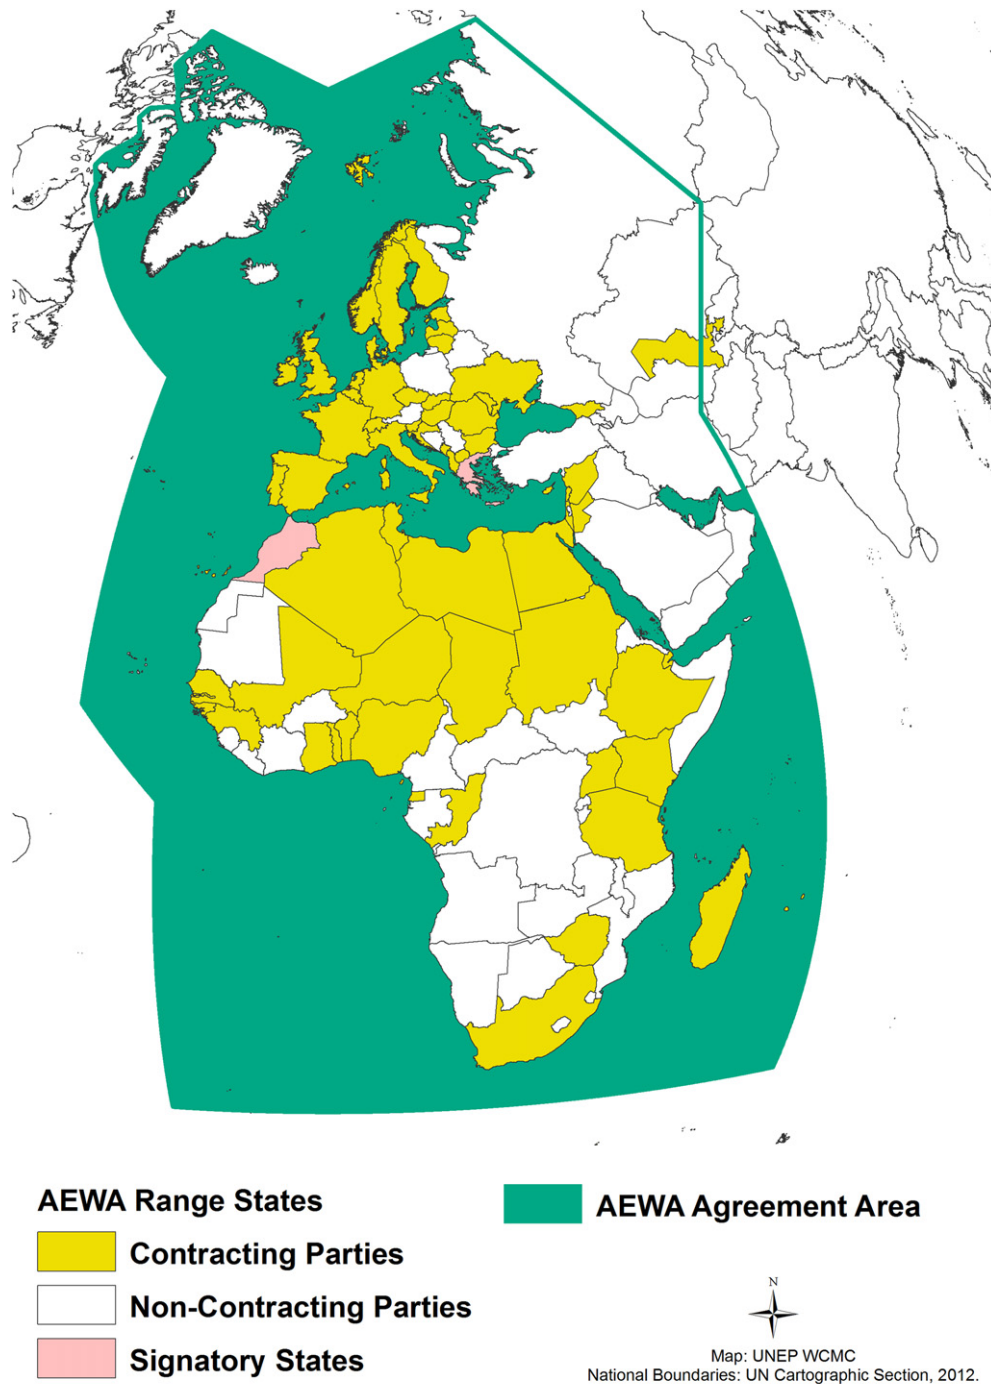 AEWA Range States
Contracting Parties
Non-Contracting Parties
Signatory States
AEWA Agreement Area
N
Map: UNEP WCMC
National Boundaries: UN Cartographic Section, 2012.